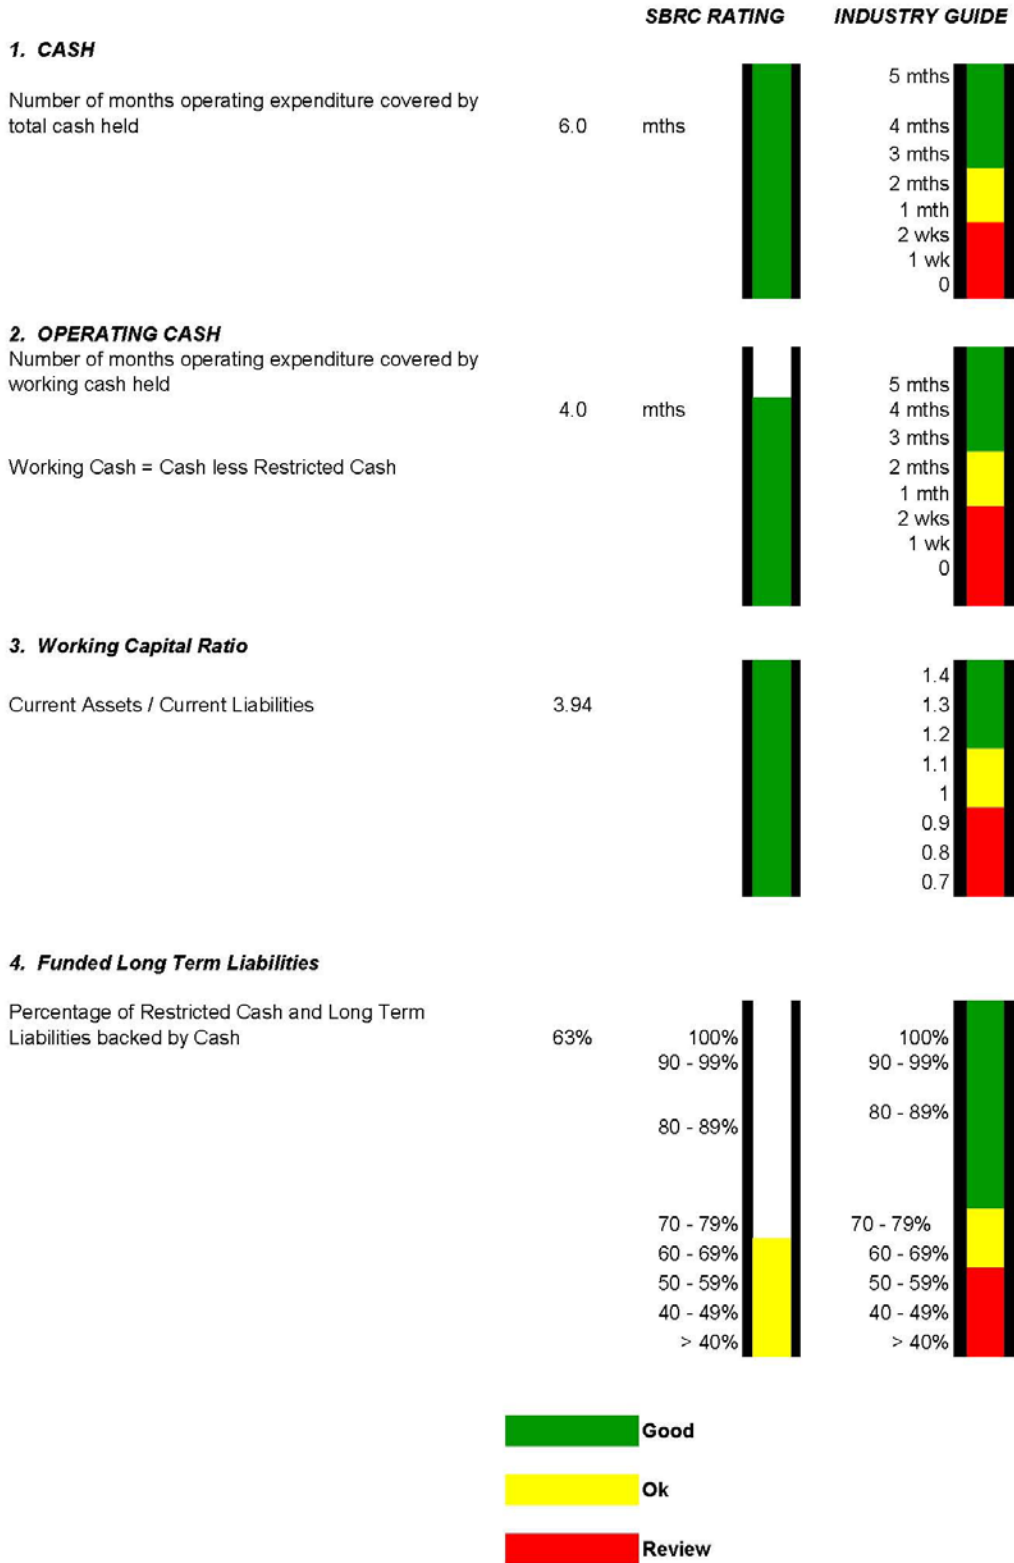 SBRC RATING INDUSTRY GUIDE
1. CASH
5 mths
Number of months operating expenditure covered by
total cash held 6.0 mths 4 mths
3 mths
2 mths
1 mth
2 wks
1 wk
0
2. OPERATING CASH
Number of months operating expenditure covered by
working cash held 5 mths
4.0 mths 4 mths
3 mths
Working Cash = Cash less Restricted Cash 2 mths
1 mth
2 wks
1 wk
0
3. Working Capital Ratio
1.4
Current Assets / Current Liabilities 3.94 1.3
1.2
1.1
1
0.9
0.8
0.7
4. Funded Long Term Liabilities
Percentage of Restricted Cash and Long Term
Liabilities backed by Cash 63% 100% 100%
90 - 99% 90 - 99%
80 - 89% 80 - 89%
70 - 79% 70 - 79%
60 - 69% 60 - 69%
50 - 59% 50 - 59%
40 - 49% 40 - 49%
> 40% > 40%
Good
Ok
Review